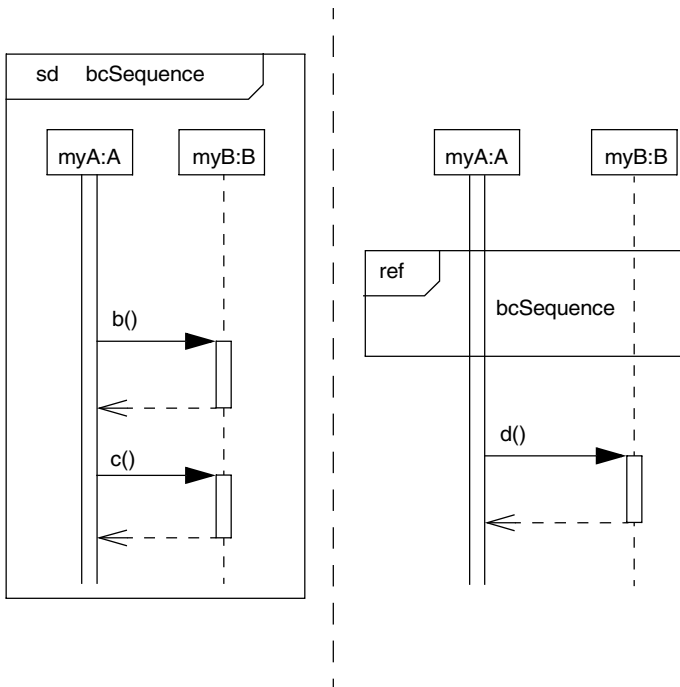 sd bcSequence
myA:A myB:B
b()
c()
myA:A myB:B
ref
bcSequence
d()